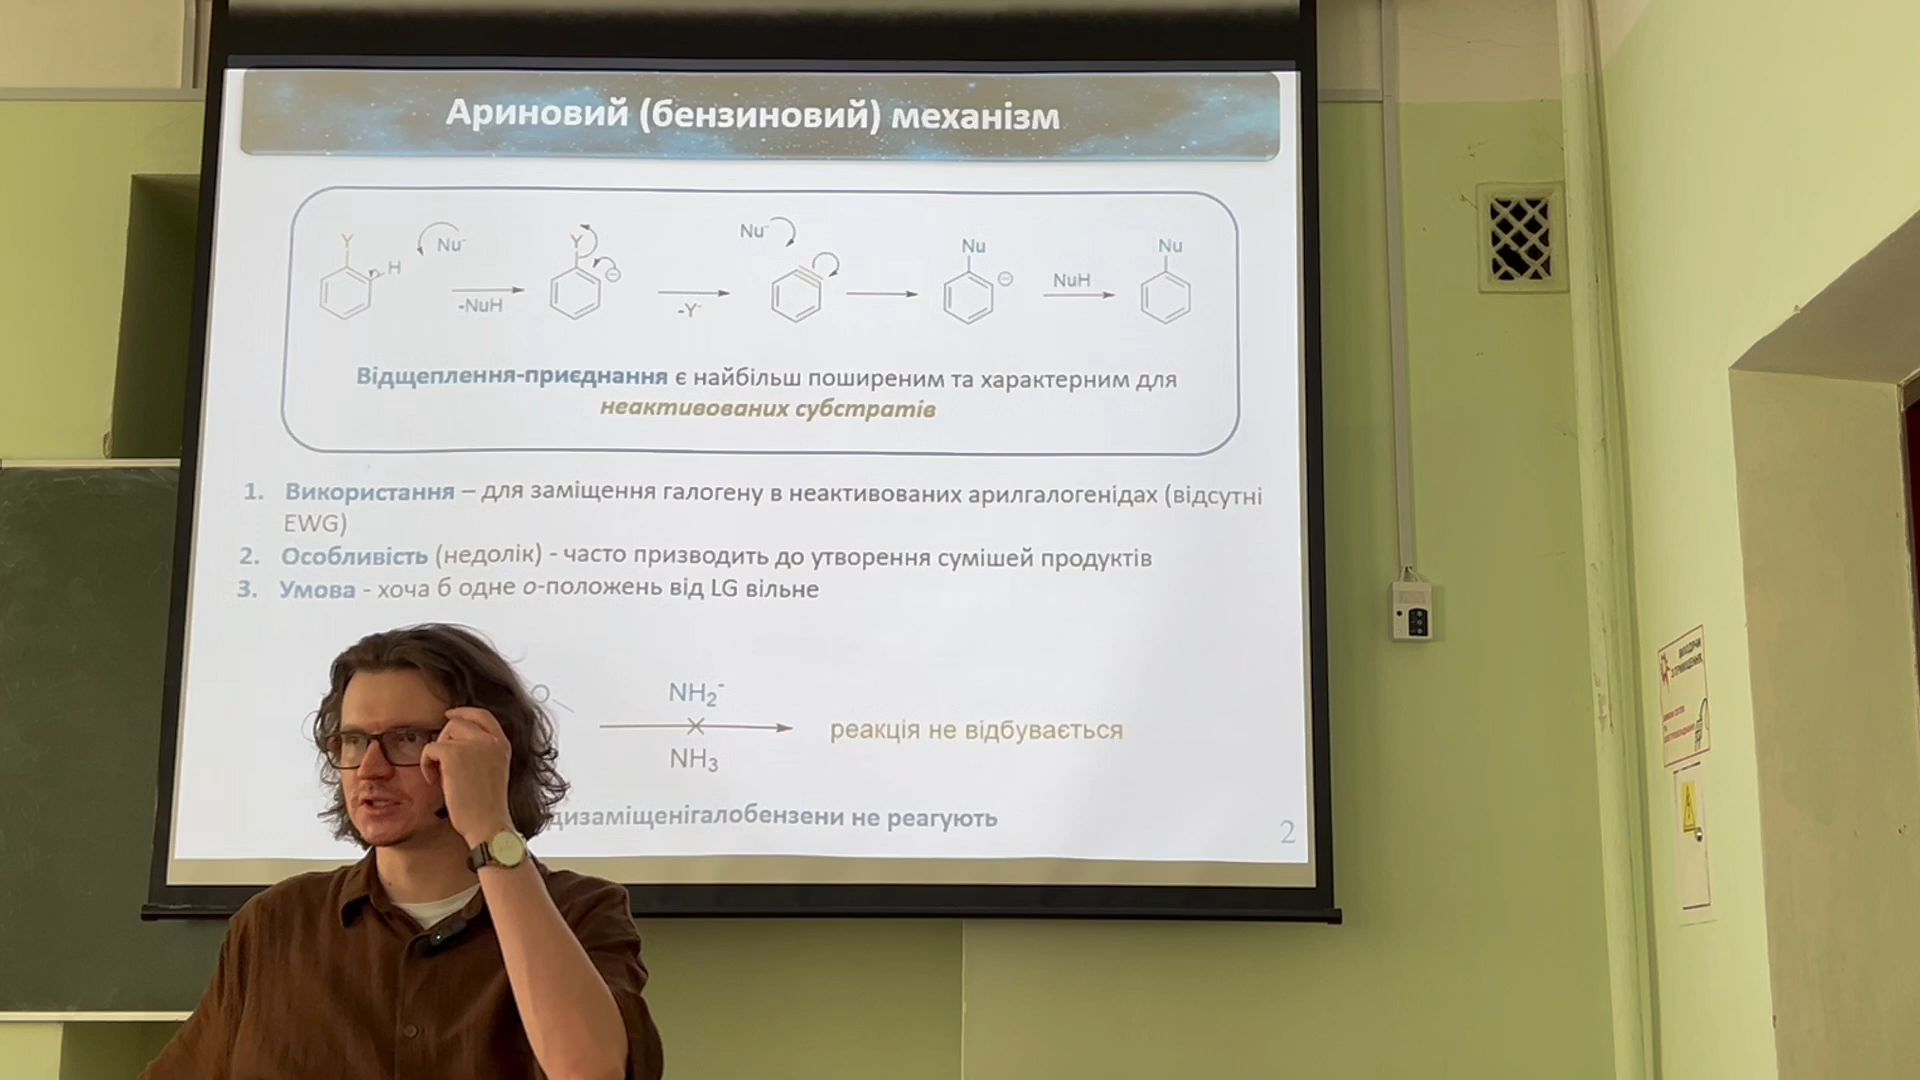 Ариновий (бензиновий) механізм
Y
H
Nu⁻
-NuH
Y
-Y⁻
Nu⁻
Nu
NuH
Nu
Відщеплення-приєднання є найбільш поширеним та характерним для
неактивованих субстратів
1. Використання – для заміщення галогену в неактивованих арилгалогенідах (відсутні
EWG)
2. Особливість (недолік) - часто призводить до утворення сумішей продуктів
3. Умова - хоча б одне о-положень від LG вільне
O
NH₂⁻
NH₃
реакція не відбувається
дизаміщенігалобензени не реагують
2